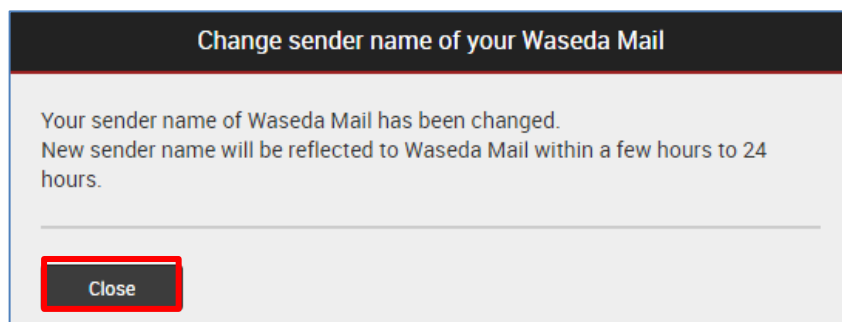 Change sender name of your Waseda Mail
Your sender name of Waseda Mail has been changed.
New sender name will be reflected to Waseda Mail within a few hours to 24
hours.
Close